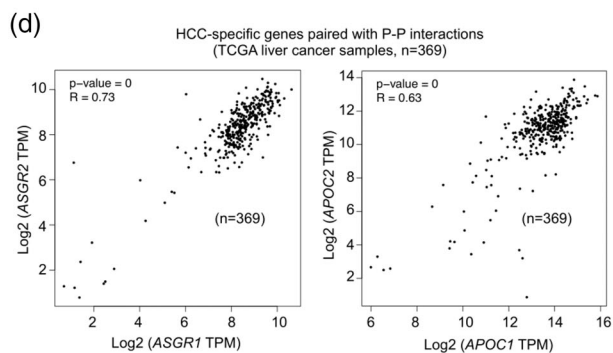 (d)
HCC-specific genes paired with P-P interactions
(TCGA liver cancer samples, n=369)
p-value = 0
R = 0.73
10
8
6
4
2
Log2 (ASGR2 TPM)
(n=369)
2
4
6
8
10
Log2 (ASGR1 TPM)
p-value = 0
R = 0.63
14
12
10
8
6
4
2
Log2 (APOC2 TPM)
(n=369)
6
8
10
12
14
16
Log2 (APOC1 TPM)